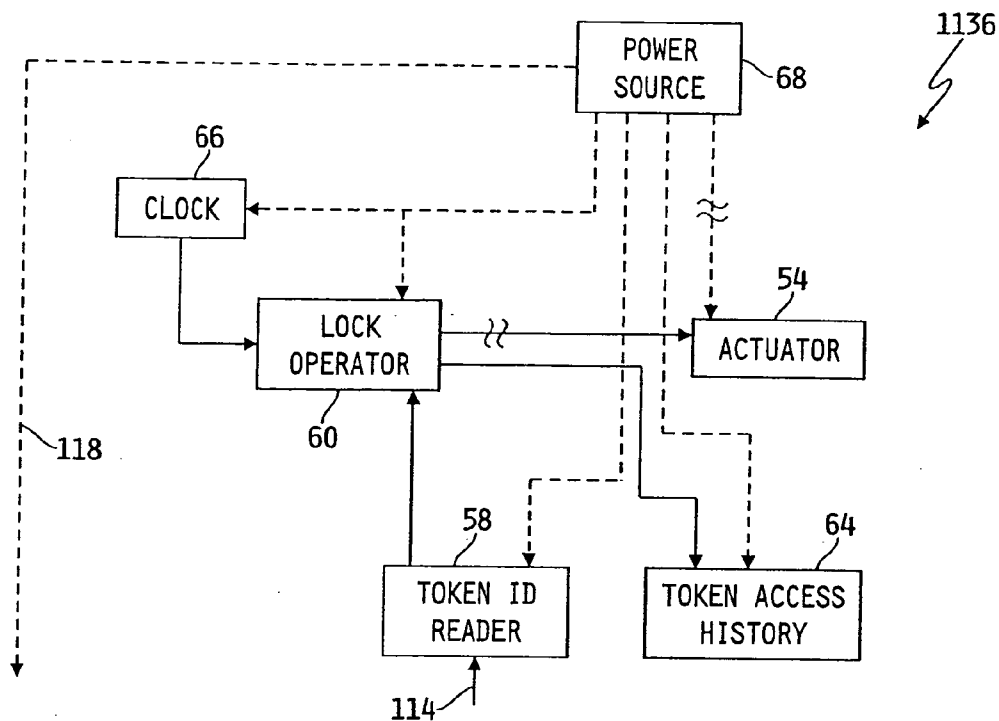 1136
POWER
SOURCE
68
66
CLOCK
54
LOCK
OPERATOR
ACTUATOR
60
118
58
64
TOKEN ID
READER
TOKEN ACCESS
HISTORY
114